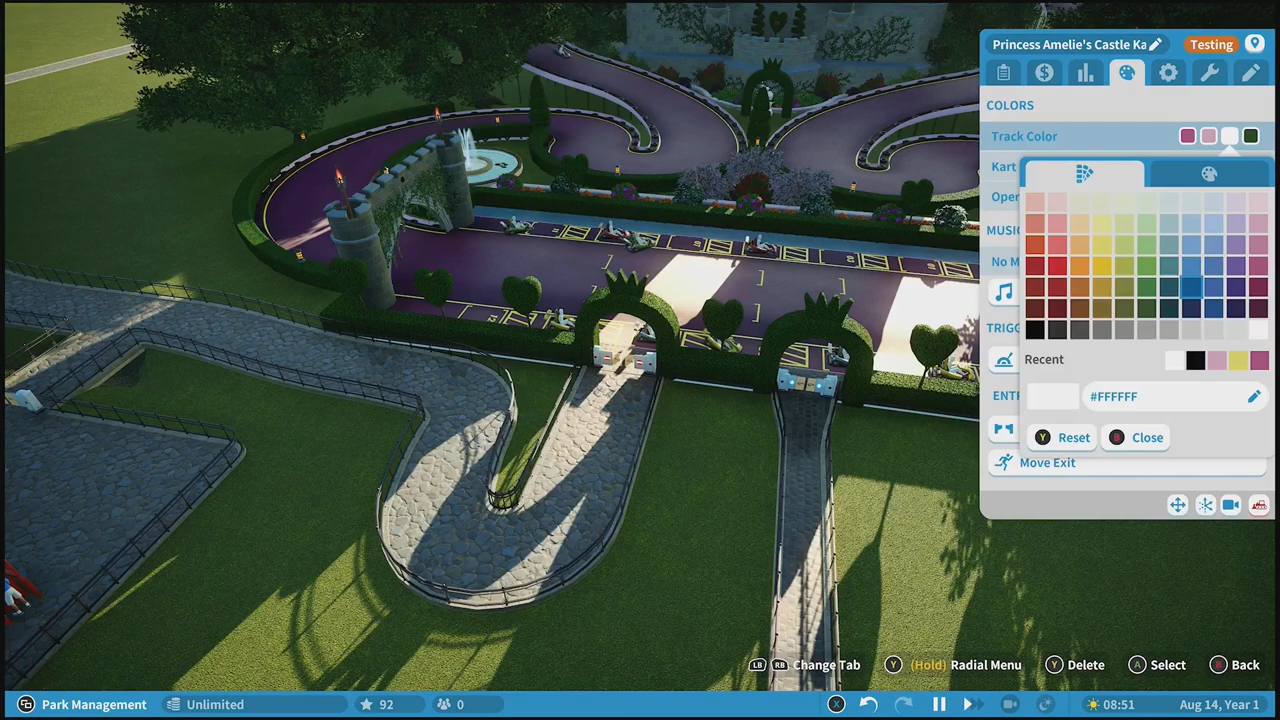 Princess Amelie's Castle Ka
Testing
COLORS
Track Color
Kart
Oper
MUSIC
No M
TRIGG
Recent
ENTR
#FFFFFF
Y Reset
B Close
Move Exit
LB RB Change Tab
Y (Hold) Radial Menu
Y Delete
A Select
B Back
Park Management
Unlimited
92
0
X
08:51
Aug 14, Year 1